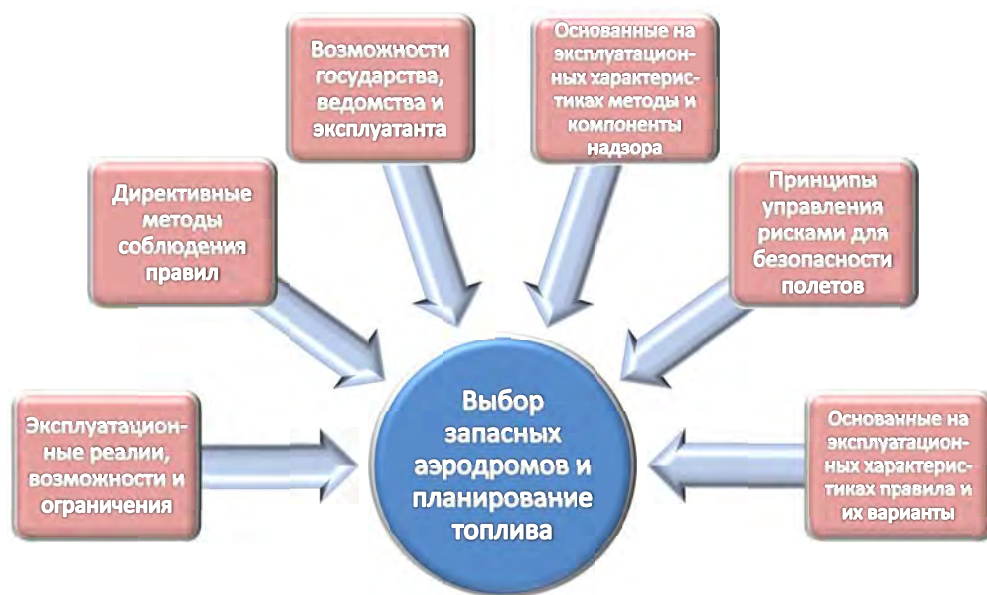 Эксплуатацион-
ные реалии,
возможности и
ограничения
Директивные
методы
соблюдения
правил
Возможности
государства,
ведомства и
эксплуатанта
Основанные на
эксплуатацион-
ных характерис-
тиках методы и
компоненты
надзора
Принципы
управления
рисками для
безопасности
полетов
Основанные на
эксплуатацион-
ных характерис-
тиках правила и
их варианты
Выбор
запасных
аэродромов и
планирование
топлива